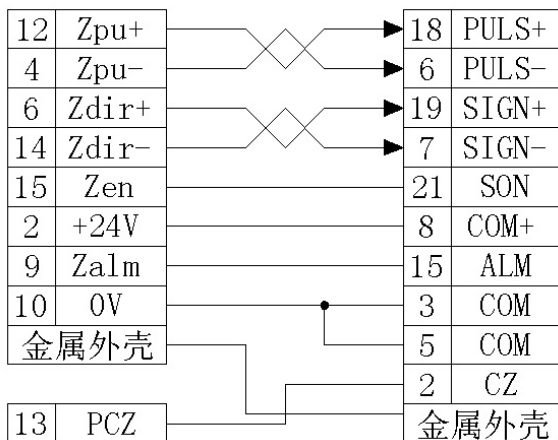 12 Zpu+ 18 PULS+
4 Zpu- 6 PULS-
6 Zdir+ 19 SIGN+
14 Zdir- 7 SIGN-
15 Zen 21 SON
2 +24V 8 COM+
9 Zalm 15 ALM
10 0V 3 COM
金属外壳 5 COM
2 CZ
13 PCZ 金属外壳